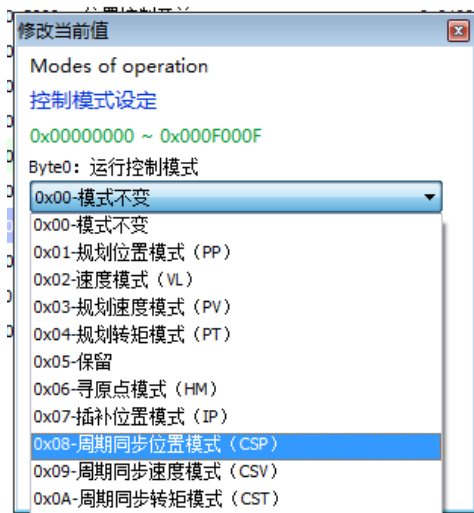 修改当前值
Modes of operation
控制模式设定
0x00000000 ~ 0x000F000F
Byte0: 运行控制模式
0x00-模式不变
0x00-模式不变
0x01-规划位置模式（PP）
0x02-速度模式（VL）
0x03-规划速度模式（PV）
0x04-规划转矩模式（PT）
0x05-保留
0x06-寻原点模式（HM）
0x07-插补位置模式（IP）
0x08-周期同步位置模式（CSP）
0x09-周期同步速度模式（CSV）
0x0A-周期同步转矩模式（CST）